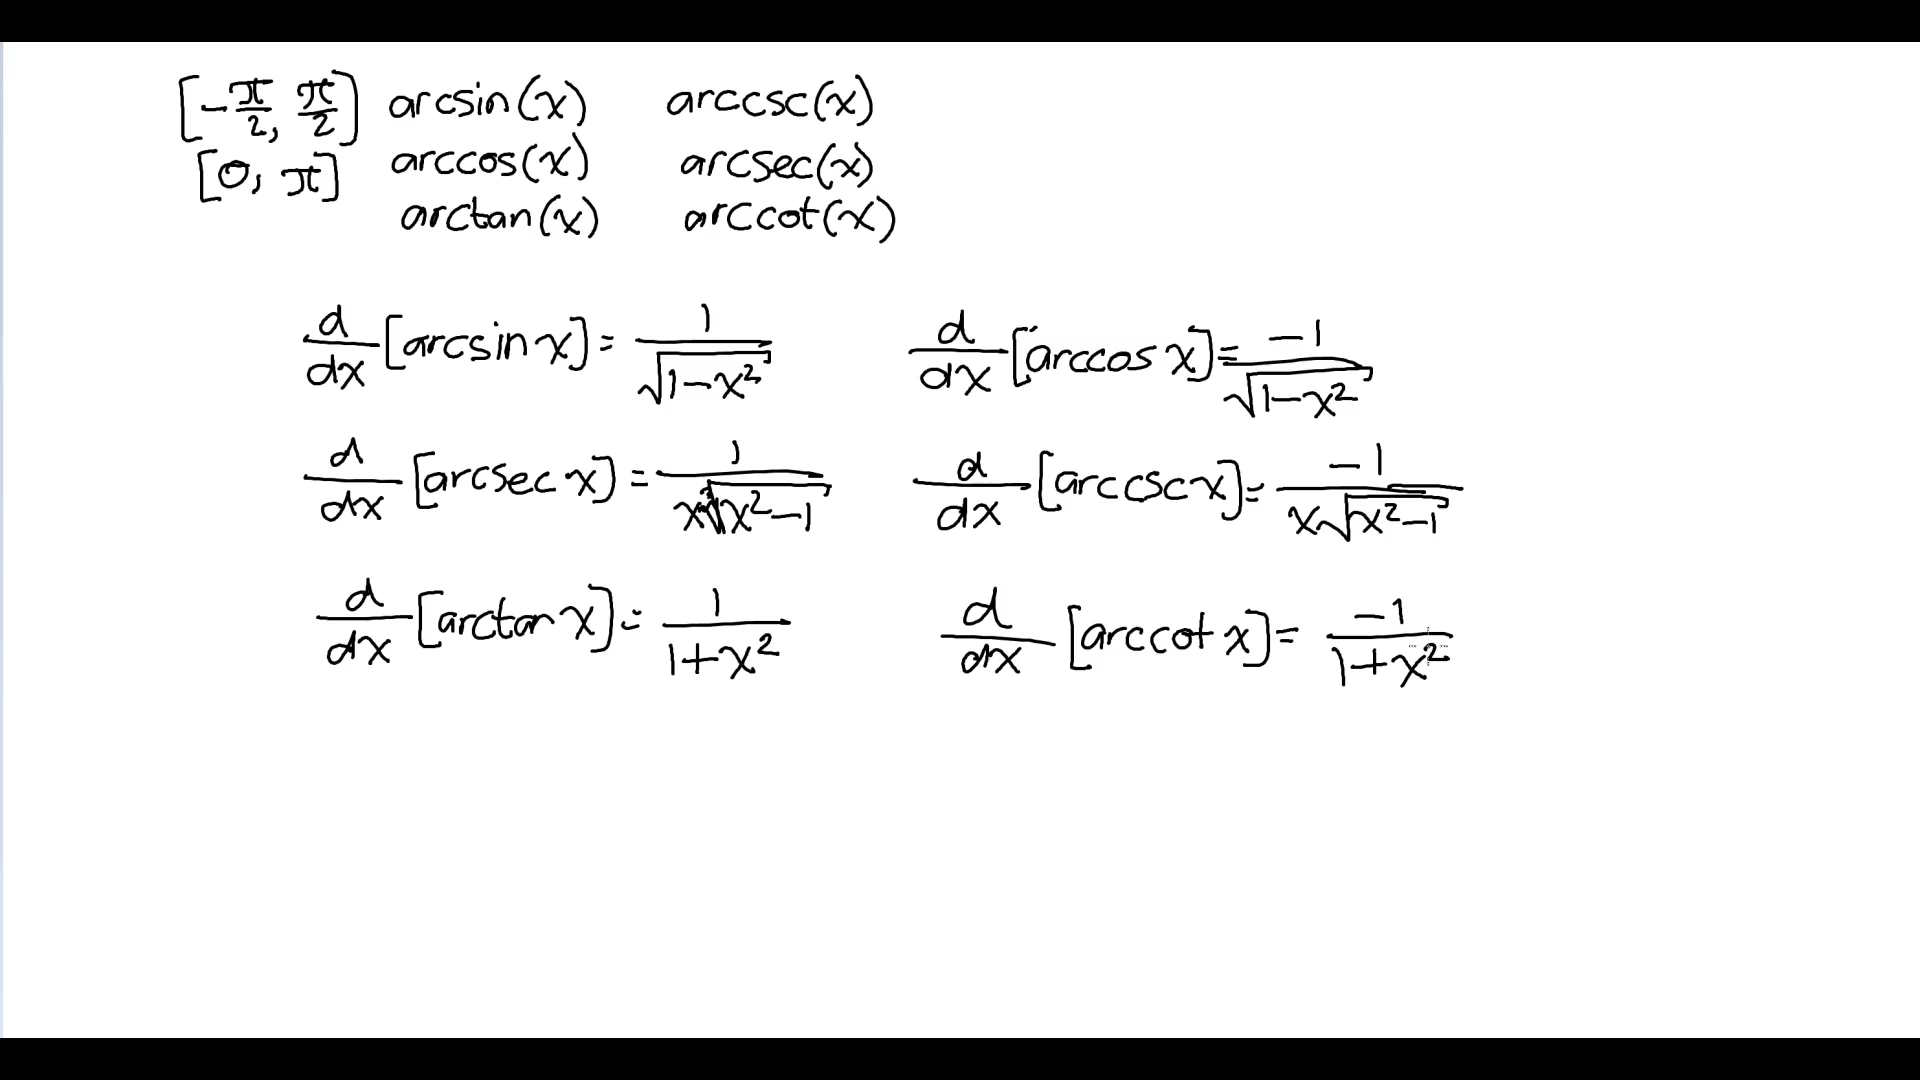 [-π/2, π/2] arcsin(x) arccsc(x)
[0, π] arccos(x) arcsec(x)
arctan(x) arccot(x)
d/dx [arcsin x] = 1/√(1-x²) d/dx [arccos x] = -1/√(1-x²)
d/dx [arcsec x] = 1/x√(x²-1) d/dx [arccsc x] = -1/x√(x²-1)
d/dx [arctan x] = 1/(1+x²) d/dx [arccot x] = -1/(1+x²)